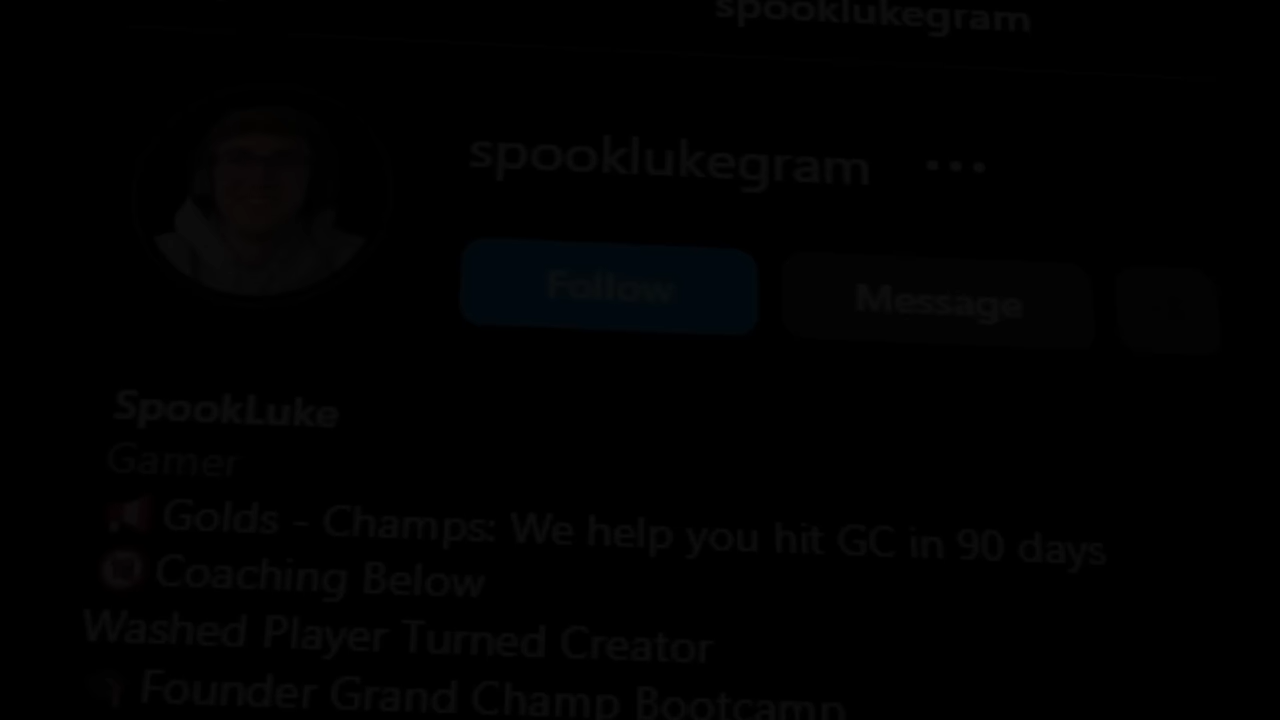 spooklukegram
spooklukegram
Follow
Message
SpookLuke
Gamer
Golds - Champs: We help you hit GC in 90 days
Coaching Below
Washed Player Turned Creator
Founder Grand Champ Bootcamp